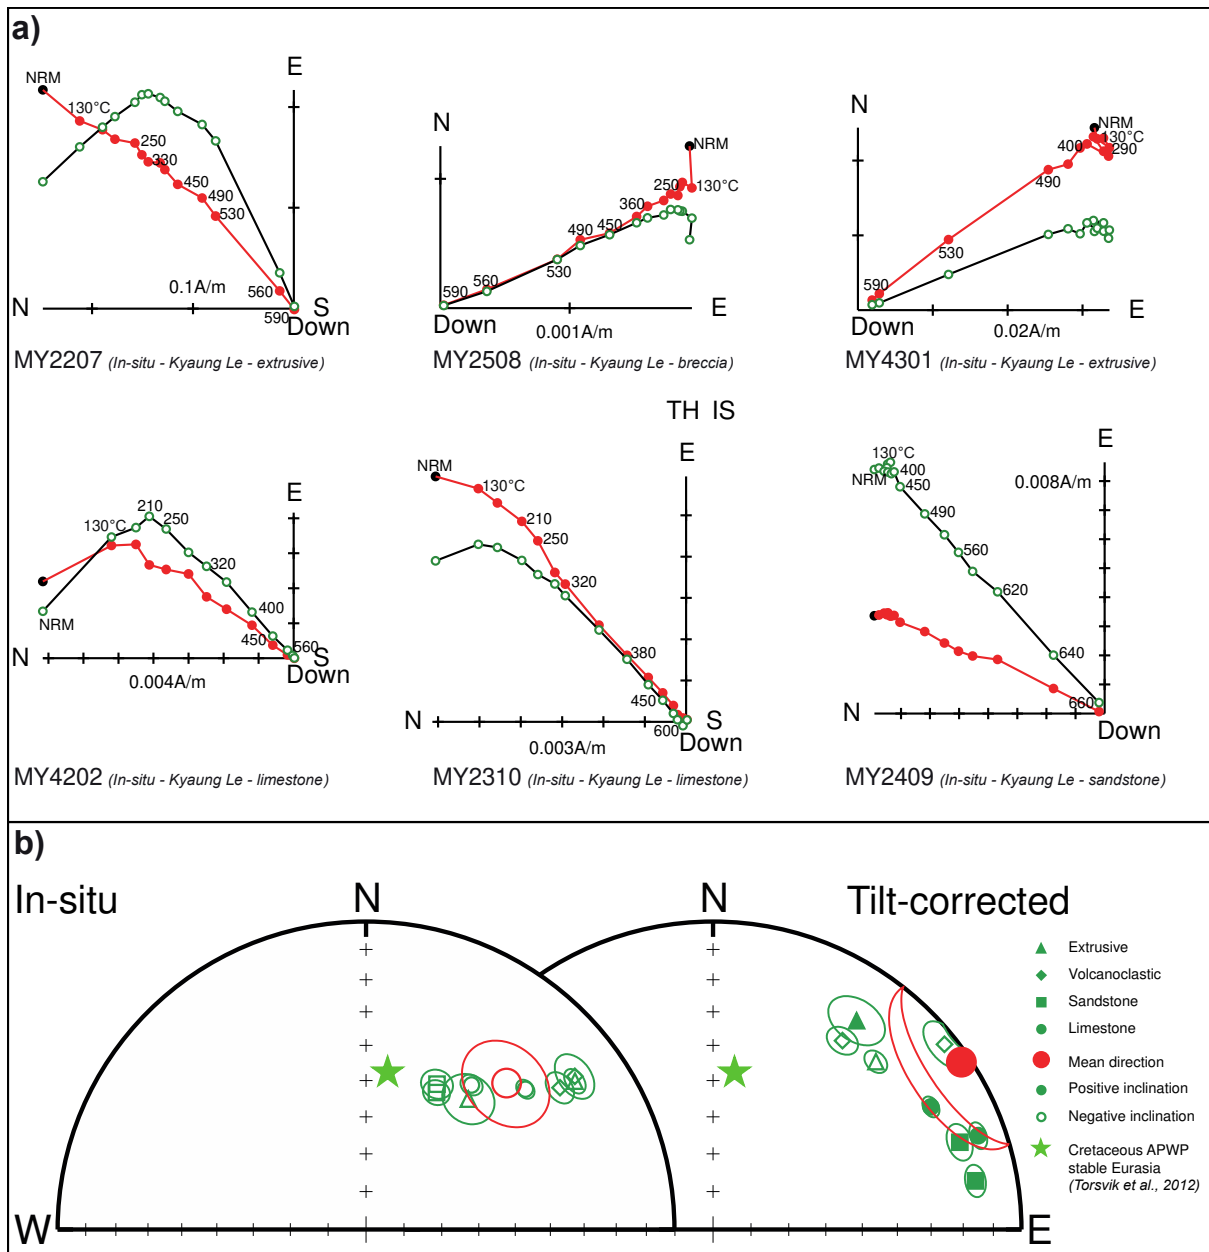 a)
E
NRM
130°C
250
330
450
490
530
0.1A/m
560
N
S
590
Down
MY2207 (In-situ - Kyaung Le - extrusive)
N
NRM
250
130°C
360
490
450
530
590
560
E
Down
0.001A/m
MY2508 (In-situ - Kyaung Le - breccia)
N
NRM
130°C
400
290
490
530
590
E
Down
0.02A/m
MY4301 (In-situ - Kyaung Le - extrusive)
TH IS
E
210
130°C
250
320
NRM
400
450
560
N
S
Down
0.004A/m
MY4202 (In-situ - Kyaung Le - limestone)
E
NRM
130°C
210
250
320
380
450
N
S
600
Down
0.003A/m
MY2310 (In-situ - Kyaung Le - limestone)
E
130°C
NRM
400
450
0.008A/m
490
560
620
640
660
N
Down
MY2409 (In-situ - Kyaung Le - sandstone)
b)
In-situ
N
N
Tilt-corrected
Extrusive
Volcanoclastic
Sandstone
Limestone
Mean direction
Positive inclination
Negative inclination
Cretaceous APWP
stable Eurasia
(Torsvik et al., 2012)
W
E